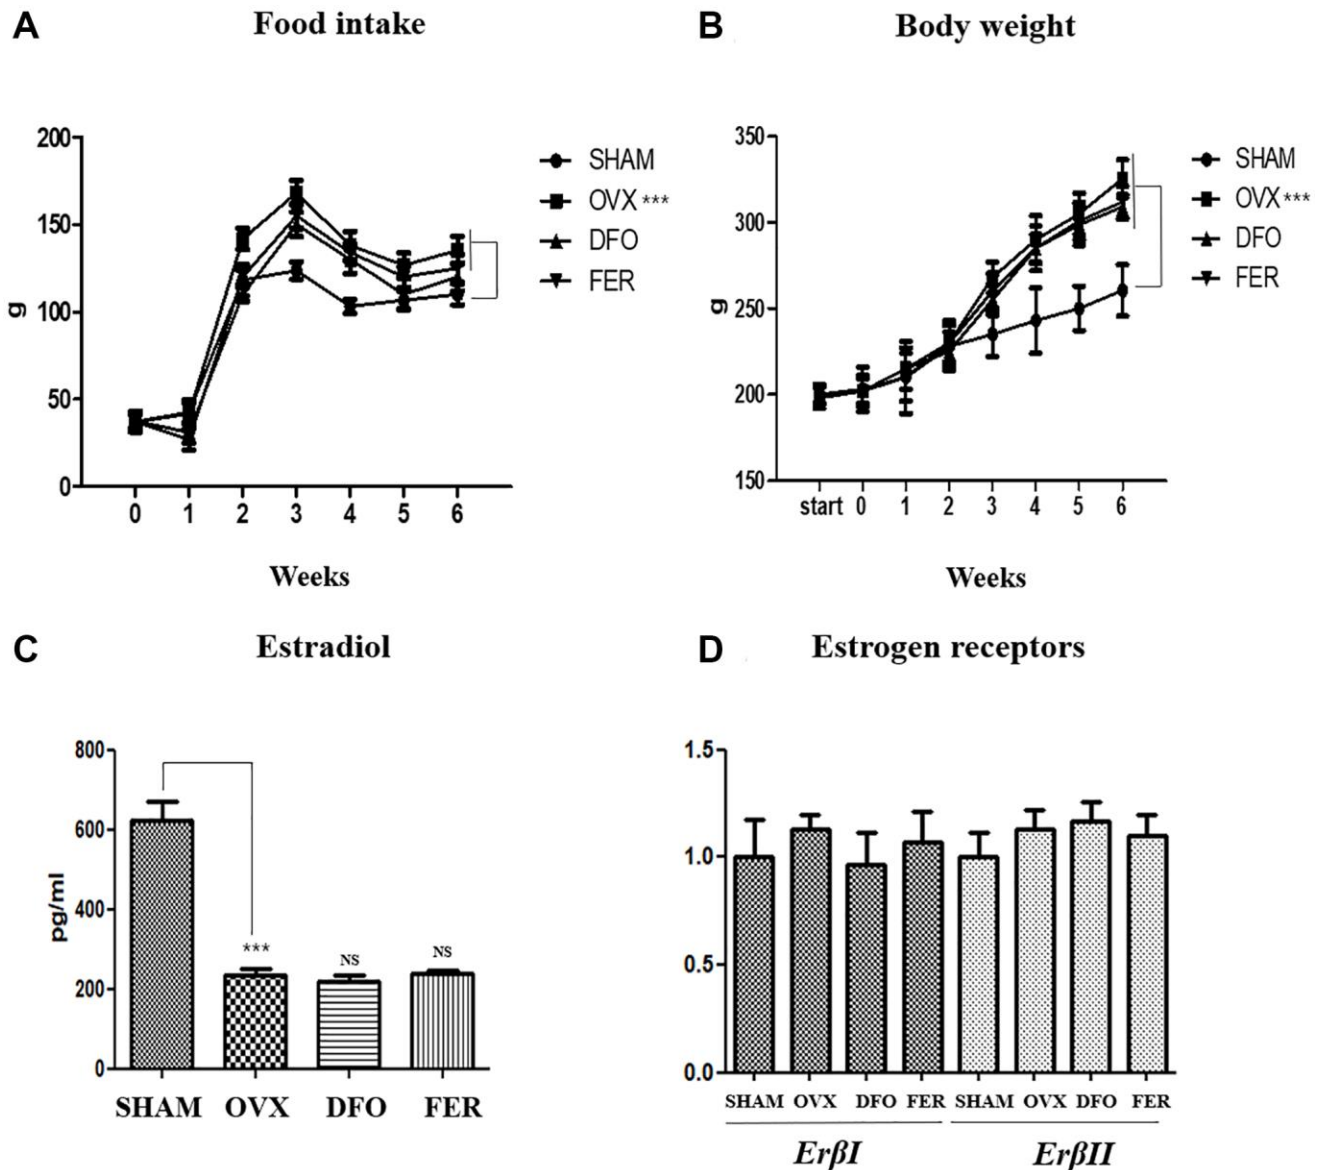 A
Food intake
200
150
100
50
0
g
0 1 2 3 4 5 6
Weeks
SHAM
OVX ***
DFO
FER
B
Body weight
350
300
250
200
150
g
start 0 1 2 3 4 5 6
Weeks
SHAM
OVX ***
DFO
FER
C
Estradiol
800
600
400
200
0
pg/ml
***
NS
NS
SHAM OVX DFO FER
D
Estrogen receptors
1.5
1.0
0.5
0.0
SHAM OVX DFO FER SHAM OVX DFO FER
ErβI ErβII